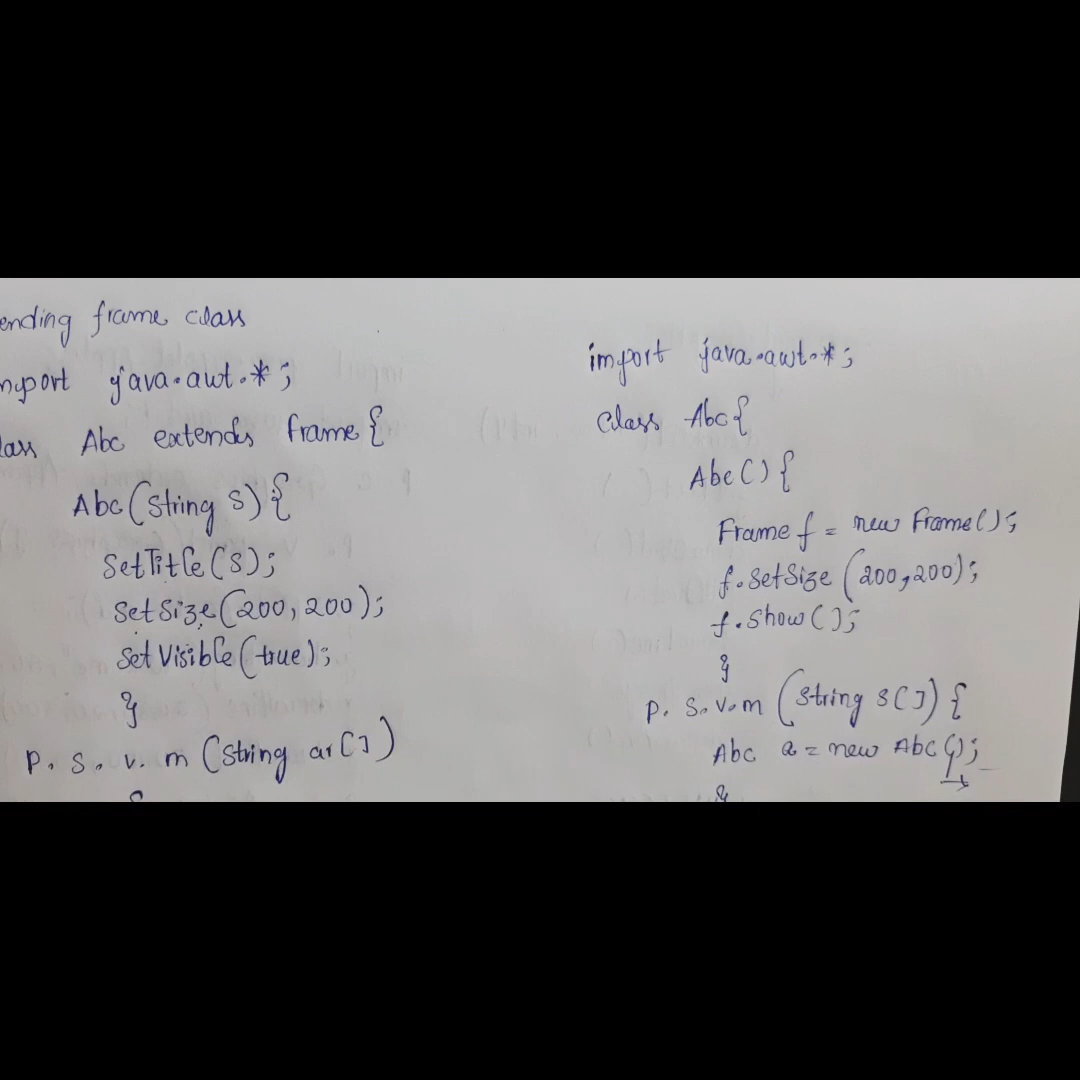 ending frame class
import java.awt.*;
lass Abc extends frame {
Abc (String S) {
SetTitle (S);
SetSize (200, 200);
Set Visible (true);
}
P. S. v. m (String ar[])
{
import java.awt.*;
Class Abc {
Abc () {
Frame f = new Frame();
f.SetSize (200,200);
f.Show();
}
P. S. v. m (String S[]) {
Abc a = new Abc();
}